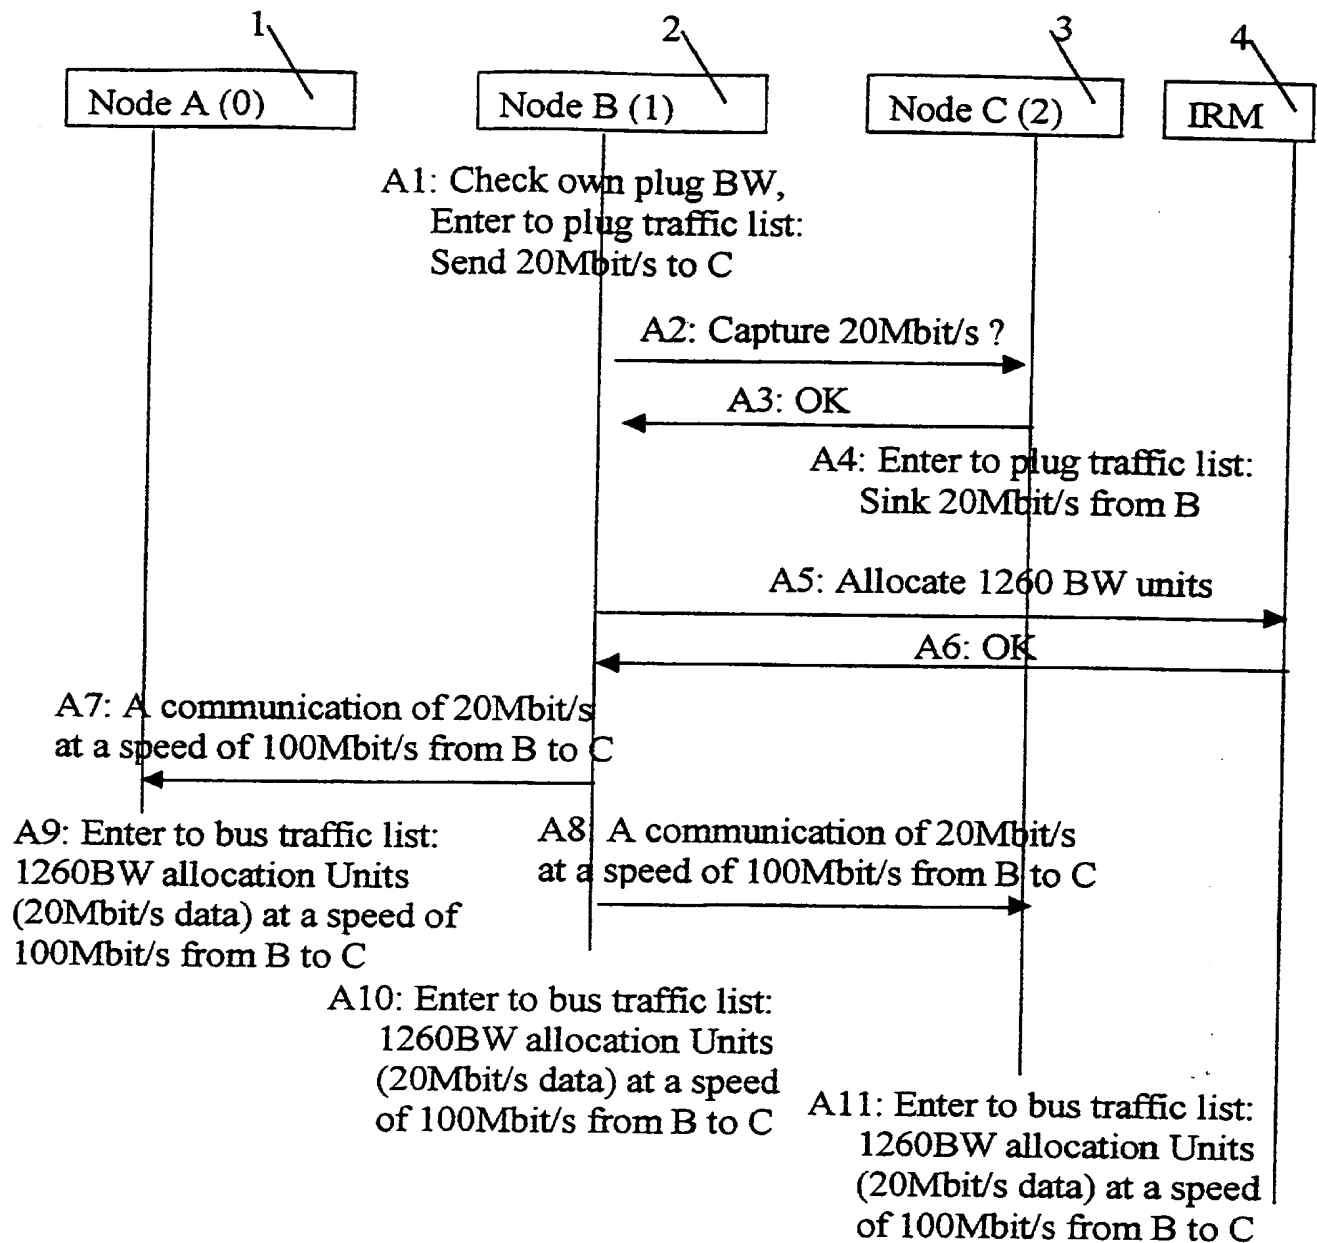 1
2
3
4
Node A (0)
Node B (1)
Node C (2)
IRM
A1: Check own plug BW,
Enter to plug traffic list:
Send 20Mbit/s to C
A2: Capture 20Mbit/s ?
A3: OK
A4: Enter to plug traffic list:
Sink 20Mbit/s from B
A5: Allocate 1260 BW units
A6: OK
A7: A communication of 20Mbit/s
at a speed of 100Mbit/s from B to C
A9: Enter to bus traffic list:
1260BW allocation Units
(20Mbit/s data) at a speed of
100Mbit/s from B to C
A8: A communication of 20Mbit/s
at a speed of 100Mbit/s from B to C
A10: Enter to bus traffic list:
1260BW allocation Units
(20Mbit/s data) at a speed
of 100Mbit/s from B to C
A11: Enter to bus traffic list:
1260BW allocation Units
(20Mbit/s data) at a speed
of 100Mbit/s from B to C